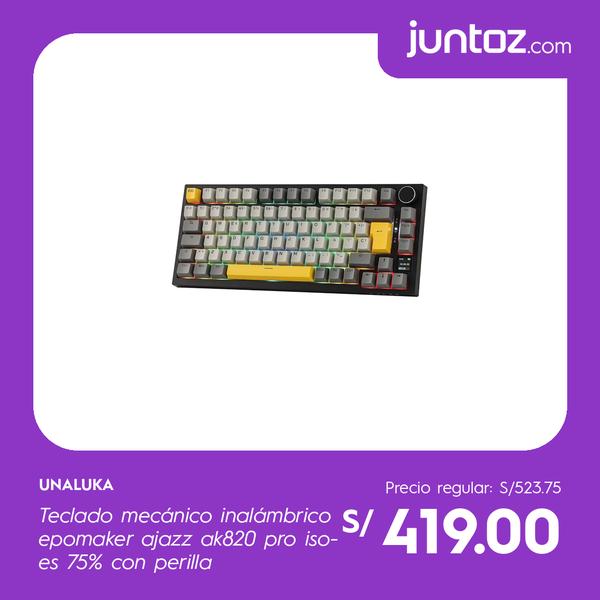 juntoz.com
UNALUKA
Teclado mecánico inalámbrico
epomaker ajazz ak820 pro iso-
es 75% con perilla
Precio regular: S/523.75
S/ 419.00